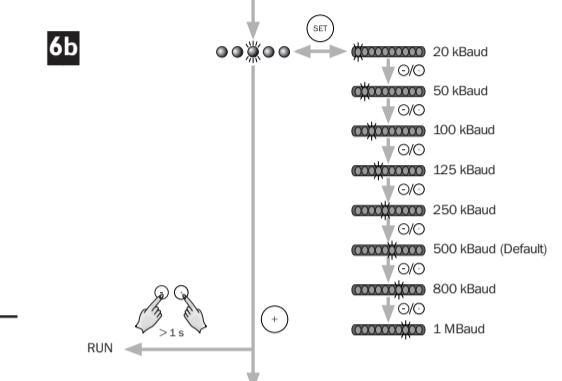 6b
SET
20 kBaud
-/-
50 kBaud
-/-
100 kBaud
-/-
125 kBaud
-/-
250 kBaud
-/-
500 kBaud (Default)
-/-
800 kBaud
-/-
1 MBaud
+
> 1 s
RUN